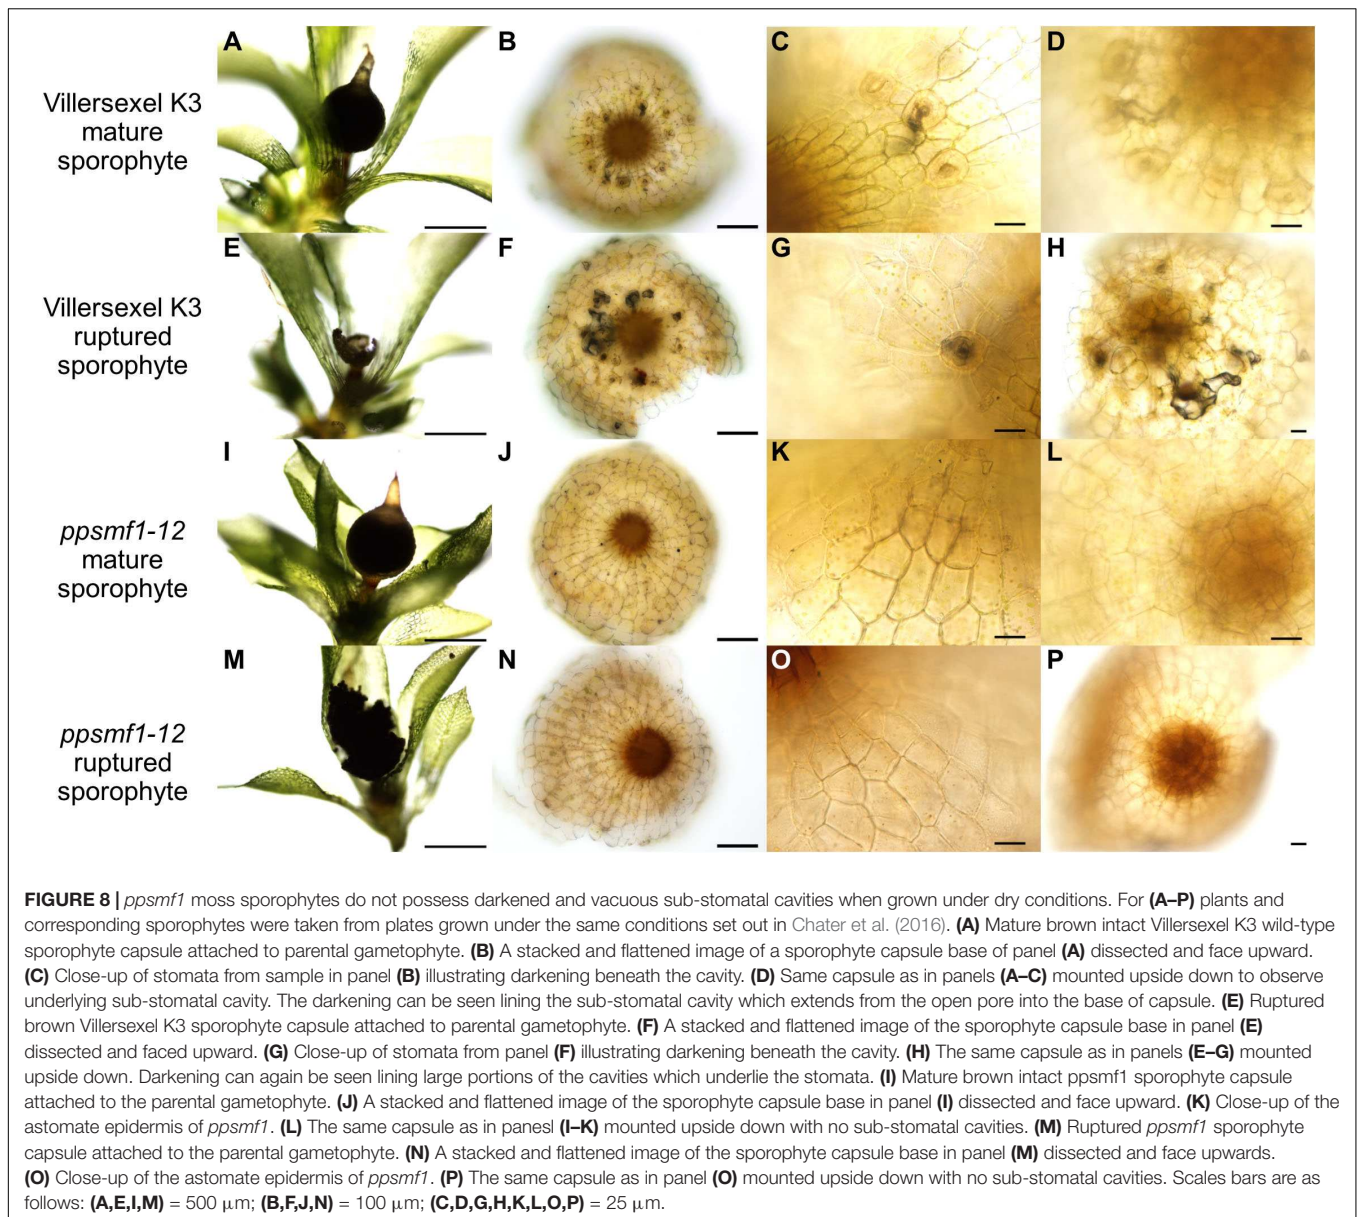 A
B
C
D
Villersexel K3
mature
sporophyte
E
F
G
H
Villersexel K3
ruptured
sporophyte
I
J
K
L
ppsmf1-12
mature
sporophyte
M
N
O
P
ppsmf1-12
ruptured
sporophyte
FIGURE 8 | ppsmf1 moss sporophytes do not possess darkened and vacuous sub-stomatal cavities when grown under dry conditions. For (A–P) plants and
corresponding sporophytes were taken from plates grown under the same conditions set out in Chater et al. (2016). (A) Mature brown intact Villersexel K3 wild-type
sporophyte capsule attached to parental gametophyte. (B) A stacked and flattened image of a sporophyte capsule base of panel (A) dissected and face upward.
(C) Close-up of stomata from sample in panel (B) illustrating darkening beneath the cavity. (D) Same capsule as in panels (A–C) mounted upside down to observe
underlying sub-stomatal cavity. The darkening can be seen lining the sub-stomatal cavity which extends from the open pore into the base of capsule. (E) Ruptured
brown Villersexel K3 sporophyte capsule attached to parental gametophyte. (F) A stacked and flattened image of the sporophyte capsule base in panel (E)
dissected and faced upward. (G) Close-up of stomata from panel (F) illustrating darkening beneath the cavity. (H) The same capsule as in panels (E–G) mounted
upside down. Darkening can again be seen lining large portions of the cavities which underlie the stomata. (I) Mature brown intact ppsmf1 sporophyte capsule
attached to the parental gametophyte. (J) A stacked and flattened image of the sporophyte capsule base in panel (I) dissected and face upward. (K) Close-up of the
astomate epidermis of ppsmf1. (L) The same capsule as in panesl (I–K) mounted upside down with no sub-stomatal cavities. (M) Ruptured ppsmf1 sporophyte
capsule attached to the parental gametophyte. (N) A stacked and flattened image of the sporophyte capsule base in panel (M) dissected and face upwards.
(O) Close-up of the astomate epidermis of ppsmf1. (P) The same capsule as in panel (O) mounted upside down with no sub-stomatal cavities. Scales bars are as
follows: (A,E,I,M) = 500 μm; (B,F,J,N) = 100 μm; (C,D,G,H,K,L,O,P) = 25 μm.